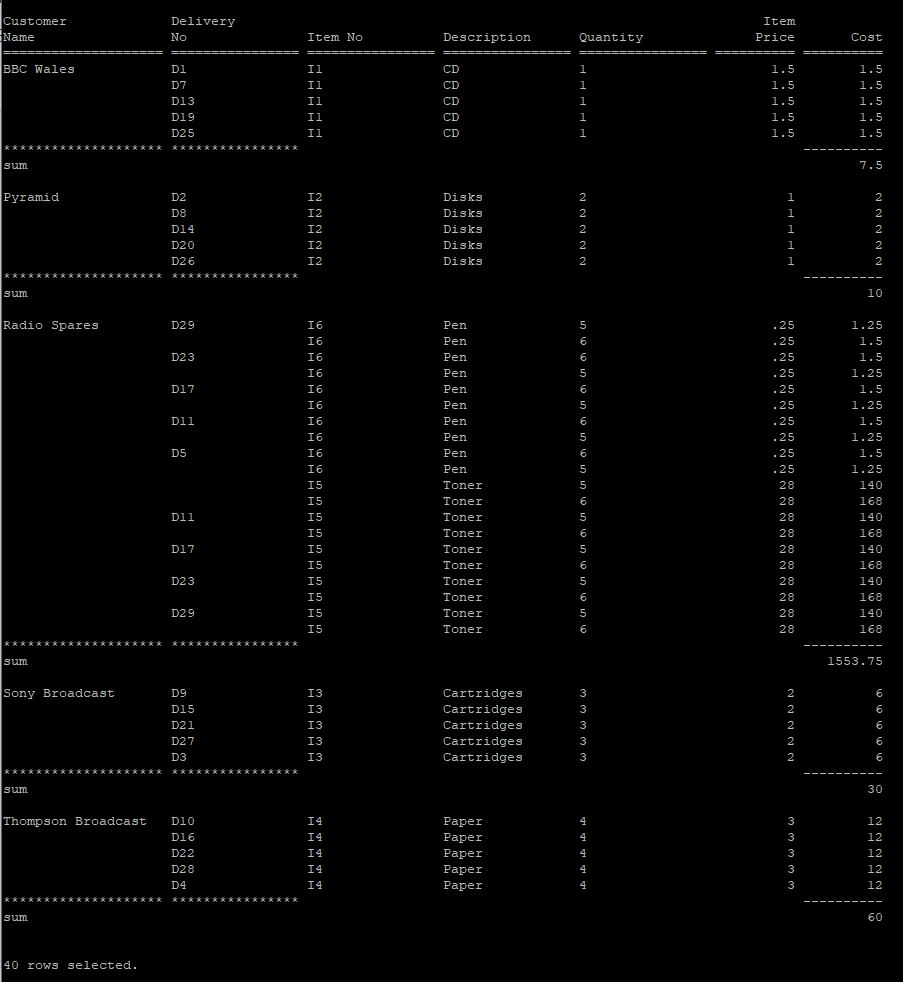 Customer             Delivery                                                                  Item
Name                 No               Item No          Description      Quantity              Price       Cost
==================== ================ ================ ================ ================ ========== ==========
BBC Wales            D1               I1               CD               1                       1.5        1.5
                     D7               I1               CD               1                       1.5        1.5
                     D13              I1               CD               1                       1.5        1.5
                     D19              I1               CD               1                       1.5        1.5
                     D25              I1               CD               1                       1.5        1.5
******************** ****************                                                               ----------
sum                                                                                                        7.5

Pyramid              D2               I2               Disks            2                         1          2
                     D8               I2               Disks            2                         1          2
                     D14              I2               Disks            2                         1          2
                     D20              I2               Disks            2                         1          2
                     D26              I2               Disks            2                         1          2
******************** ****************                                                               ----------
sum                                                                                                         10

Radio Spares         D29              I6               Pen              5                       .25       1.25
                                      I6               Pen              6                       .25        1.5
                     D23              I6               Pen              6                       .25        1.5
                                      I6               Pen              5                       .25       1.25
                     D17              I6               Pen              6                       .25        1.5
                                      I6               Pen              5                       .25       1.25
                     D11              I6               Pen              6                       .25        1.5
                                      I6               Pen              5                       .25       1.25
                     D5               I6               Pen              6                       .25        1.5
                                      I6               Pen              5                       .25       1.25
                                      I5               Toner            5                        28        140
                                      I5               Toner            6                        28        168
                     D11              I5               Toner            5                        28        140
                                      I5               Toner            6                        28        168
                     D17              I5               Toner            5                        28        140
                                      I5               Toner            6                        28        168
                     D23              I5               Toner            5                        28        140
                                      I5               Toner            6                        28        168
                     D29              I5               Toner            5                        28        140
                                      I5               Toner            6                        28        168
******************** ****************                                                               ----------
sum                                                                                                    1553.75

Sony Broadcast       D9               I3               Cartridges       3                         2          6
                     D15              I3               Cartridges       3                         2          6
                     D21              I3               Cartridges       3                         2          6
                     D27              I3               Cartridges       3                         2          6
                     D3               I3               Cartridges       3                         2          6
******************** ****************                                                               ----------
sum                                                                                                         30

Thompson Broadcast   D10              I4               Paper            4                         3         12
                     D16              I4               Paper            4                         3         12
                     D22              I4               Paper            4                         3         12
                     D28              I4               Paper            4                         3         12
                     D4               I4               Paper            4                         3         12
******************** ****************                                                               ----------
sum                                                                                                         60

40 rows selected.